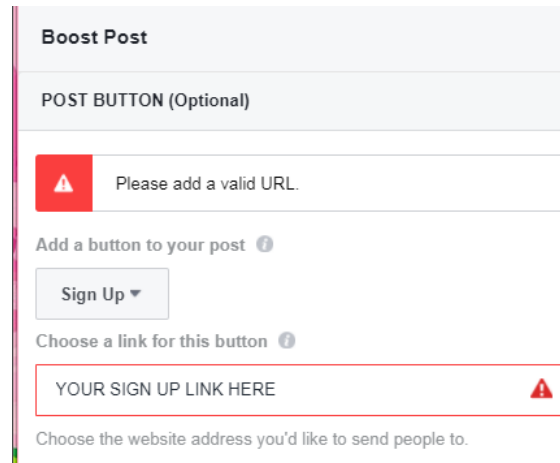 Boost Post
POST BUTTON (Optional)
Please add a valid URL.
Add a button to your post
Sign Up
Choose a link for this button
YOUR SIGN UP LINK HERE
Choose the website address you'd like to send people to.